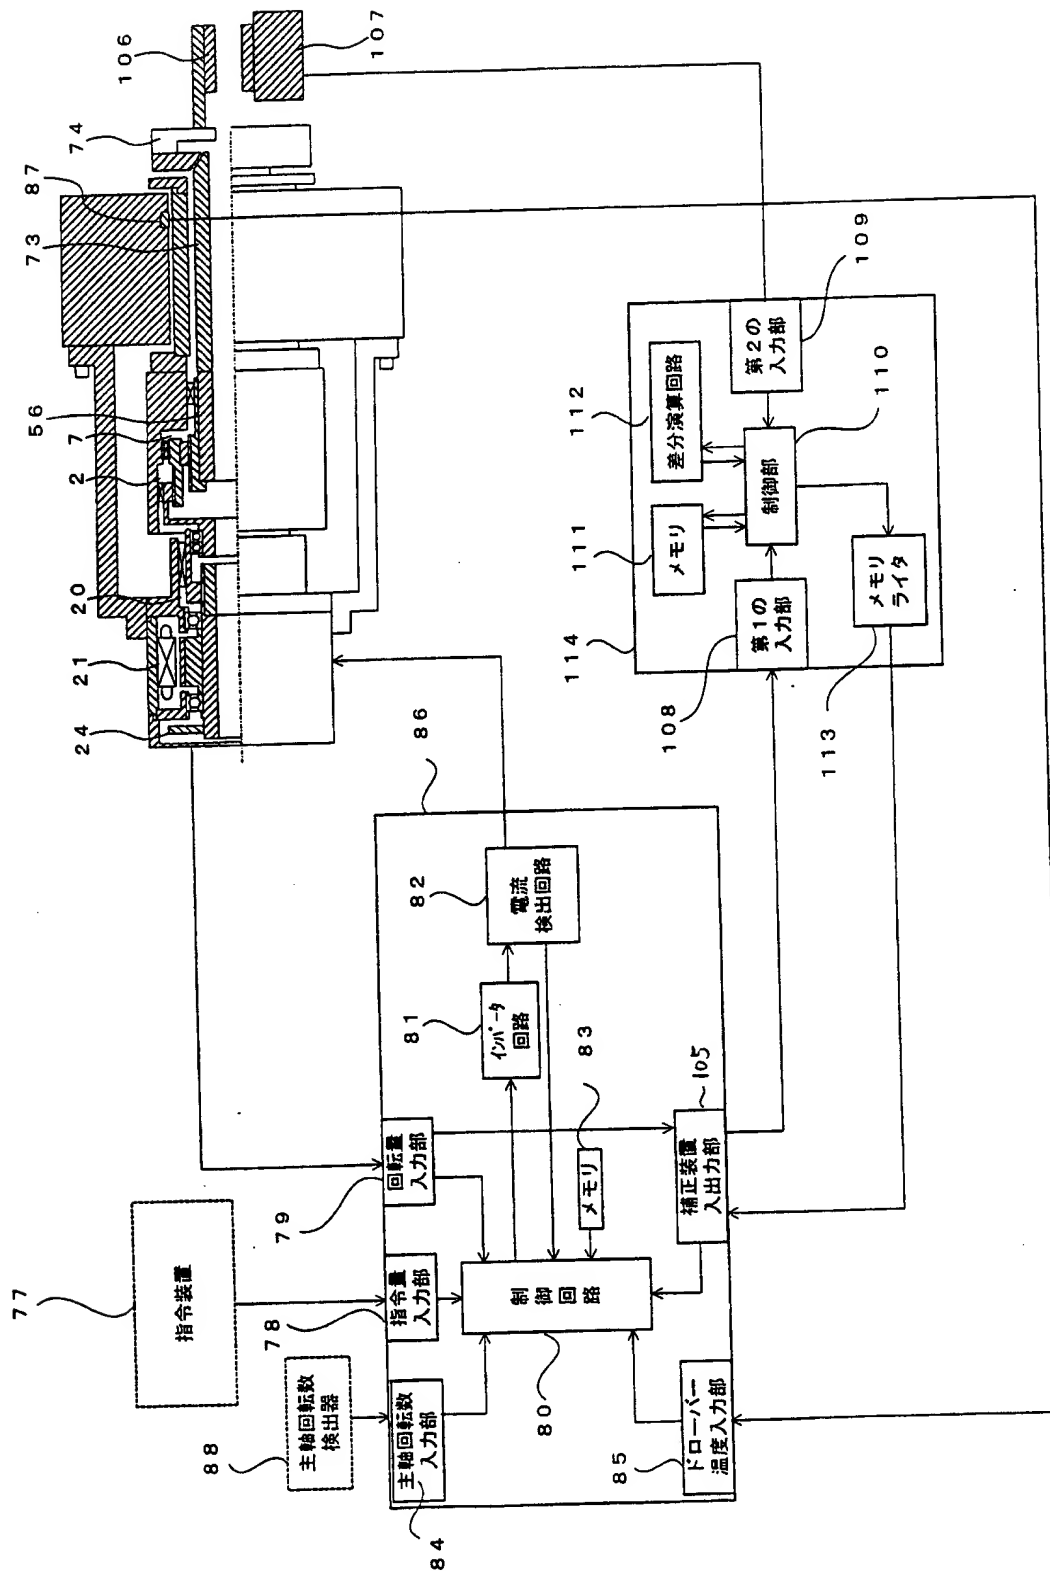 106
107
74
87
73
56
7
2
20
21
24
109
第2の
入力部
110
112
差分演算回路
制御部
111
メモリ
メモリ
ライタ
114
第1の
入力部
108
113
86
82
電流
検出回路
81
インバータ
回路
83
メモリ
105
補正装置
入出力部
回転量
入力部
79
77
指令装置
指令量
入力部
78
制御回路
80
主軸回転数
検出器
88
主軸回転数
入力部
84
ドローバー
温度入力部
85